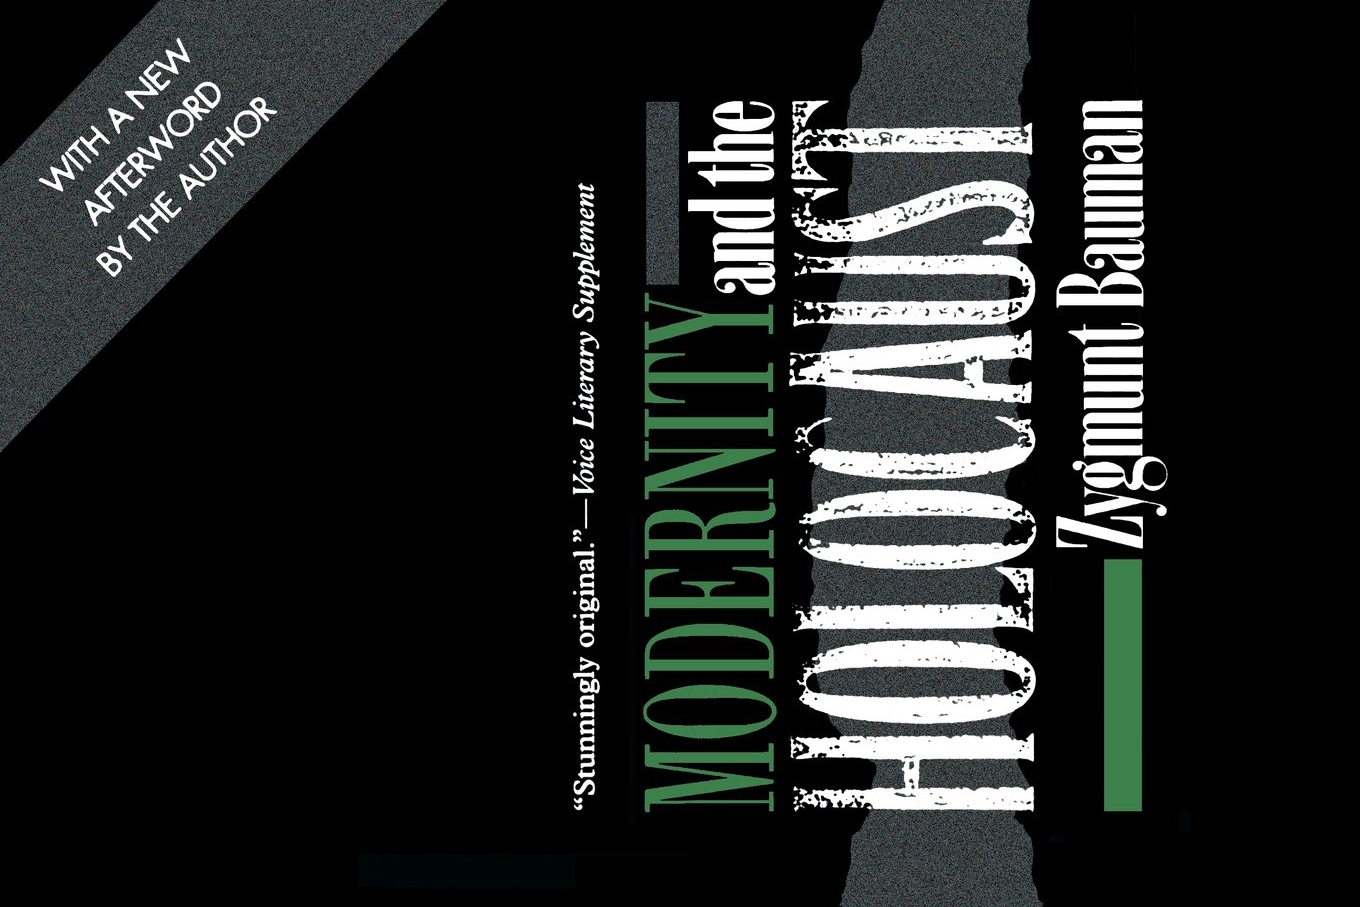 WITH A NEW
AFTERWORD
BY THE AUTHOR
“Stunningly original.”—Voice Literary Supplement
MODERNITY
and the
HOLOCAUST
Zygmunt Bauman